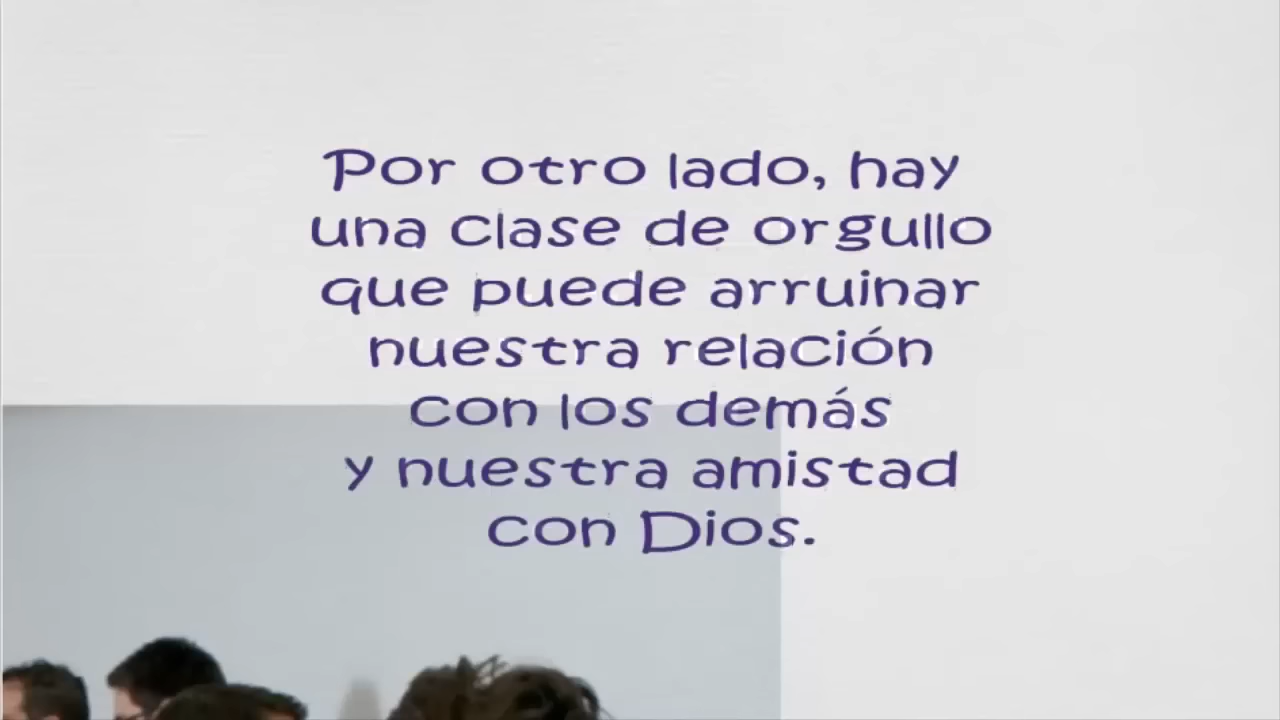 Por otro lado, hay
una clase de orgullo
que puede arruinar
nuestra relación
con los demás
y nuestra amistad
con Dios.